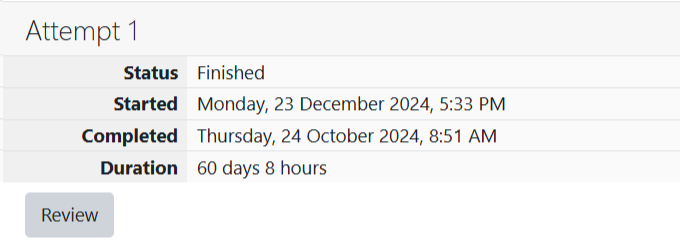 Attempt 1
Status Finished
Started Monday, 23 December 2024, 5:33 PM
Completed Thursday, 24 October 2024, 8:51 AM
Duration 60 days 8 hours
Review